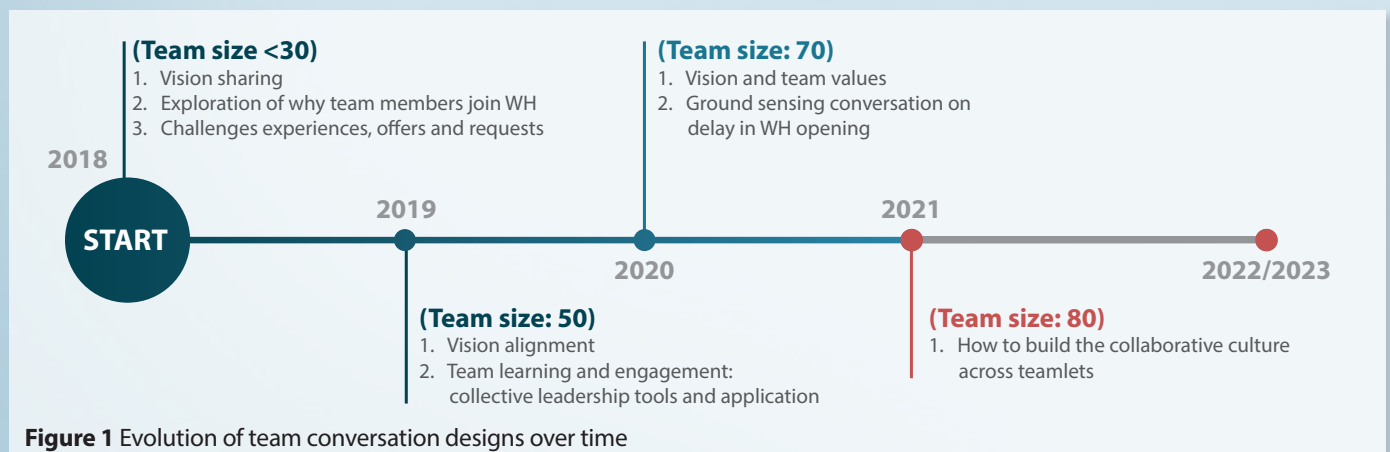 (Team size <30)
1. Vision sharing
2. Exploration of why team members join WH
3. Challenges experiences, offers and requests
2018
START
2019
(Team size: 50)
1. Vision alignment
2. Team learning and engagement:
collective leadership tools and application
(Team size: 70)
1. Vision and team values
2. Ground sensing conversation on
delay in WH opening
2020
2021
(Team size: 80)
1. How to build the collaborative culture
across teamlets
2022/2023
Figure 1 Evolution of team conversation designs over time